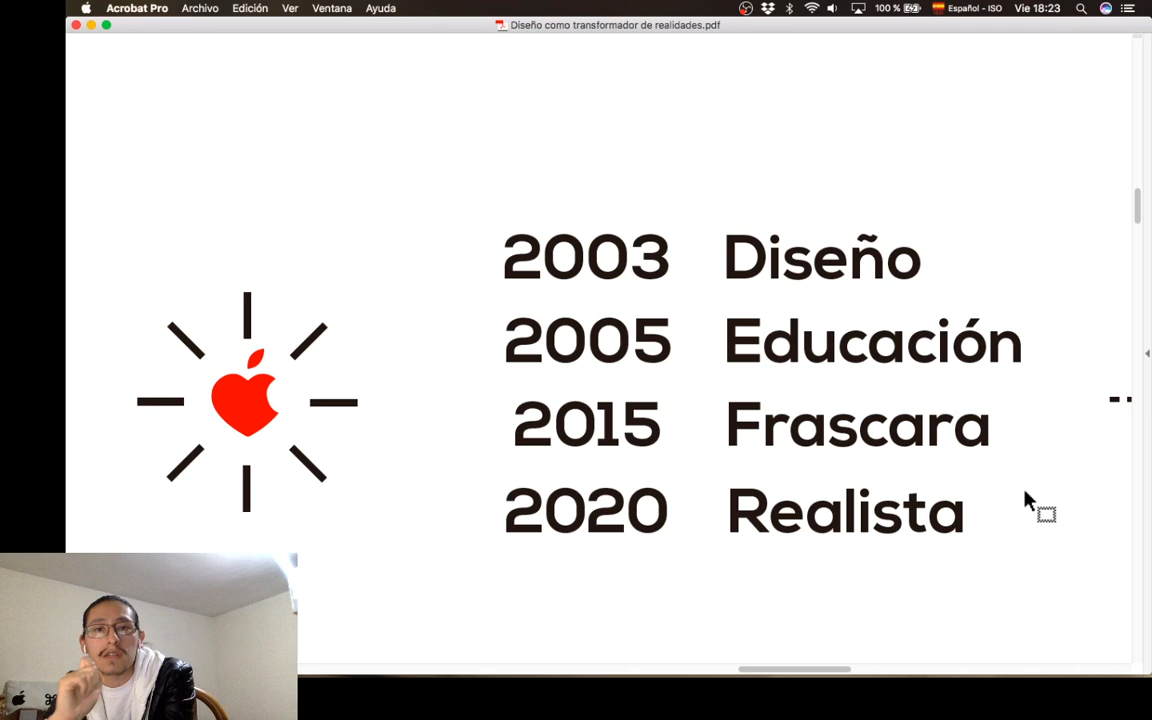 Acrobat Pro Archivo Edición Ver Ventana Ayuda 100 % Español - ISO Vie 18:23
Diseño como transformador de realidades.pdf
2003 Diseño
2005 Educación
2015 Frascara
2020 Realista